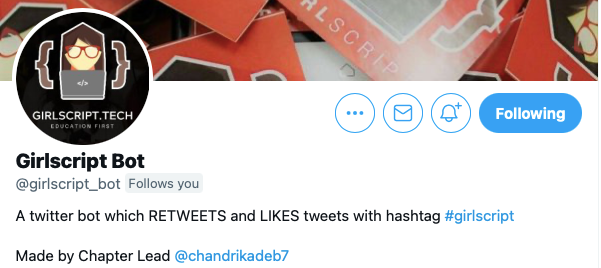 GIRLSCRIPT
</>
GIRLSCRIPT.TECH
EDUCATION FIRST
Following
Girlscript Bot
@girlscript_bot Follows you
A twitter bot which RETWEETS and LIKES tweets with hashtag #girlscript
Made by Chapter Lead @chandrikadeb7